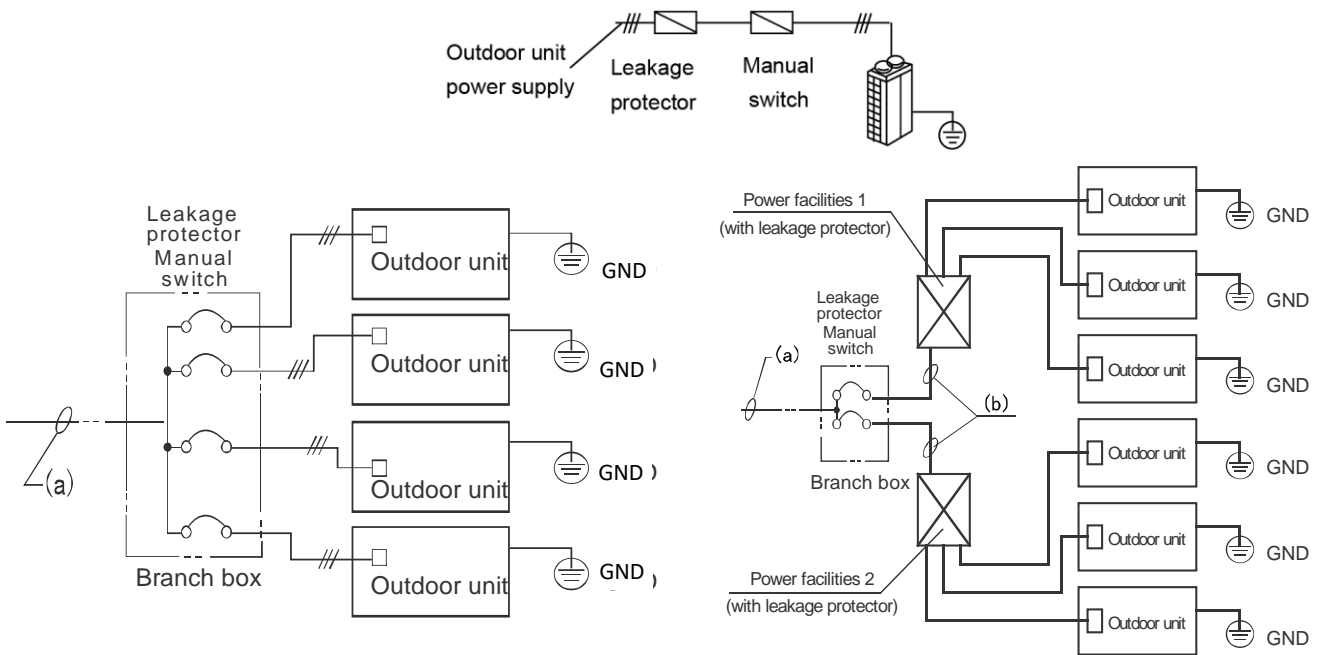 Outdoor unit
power supply
Leakage
protector
Manual
switch
Leakage
protector
Manual
switch
Outdoor unit
GND
Outdoor unit
GND
(a)
Outdoor unit
GND
Outdoor unit
GND
Branch box
Power facilities 1
(with leakage protector)
Outdoor unit
GND
Outdoor unit
GND
Leakage
protector
Manual
switch
(a)
Outdoor unit
GND
(b)
Branch box
Outdoor unit
GND
Outdoor unit
GND
Power facilities 2
(with leakage protector)
Outdoor unit
GND